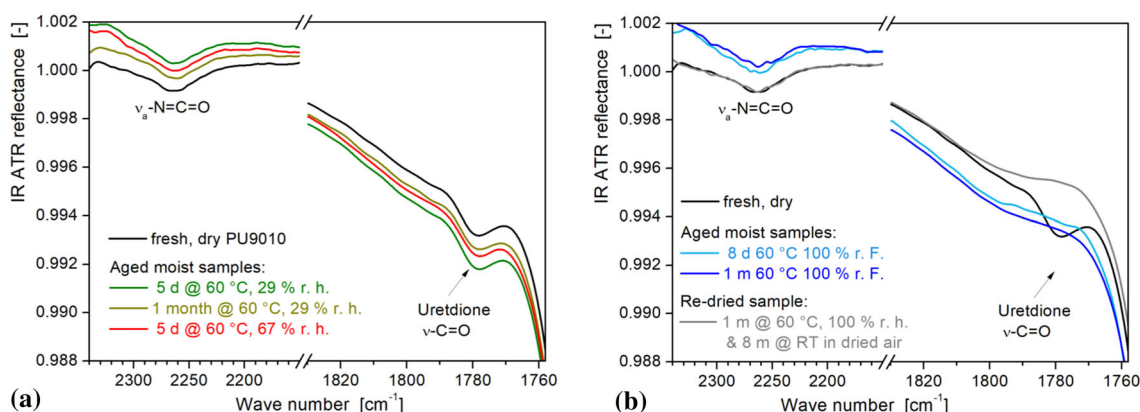 1.002
1.000
0.998
0.996
0.994
0.992
0.990
0.988
IR ATR reflectance [-]
νa-N=C=O
fresh, dry PU9010
Aged moist samples:
5 d @ 60 °C, 29 % r. h.
1 month @ 60 °C, 29 % r. h.
5 d @ 60 °C, 67 % r. h.
Uretdione
ν-C=O
2300 2250 2200 1820 1800 1780 1760
Wave number [cm⁻¹]
(a)
1.002
1.000
0.998
0.996
0.994
0.992
0.990
0.988
IR ATR reflectance [-]
νa-N=C=O
fresh, dry
Aged moist samples:
8 d 60 °C 100 % r. F.
1 m 60 °C 100 % r. F.
Re-dried sample:
1 m @ 60 °C, 100 % r. h.
& 8 m @ RT in dried air
Uretdione
ν-C=O
2300 2250 2200 1820 1800 1780 1760
Wave number [cm⁻¹]
(b)